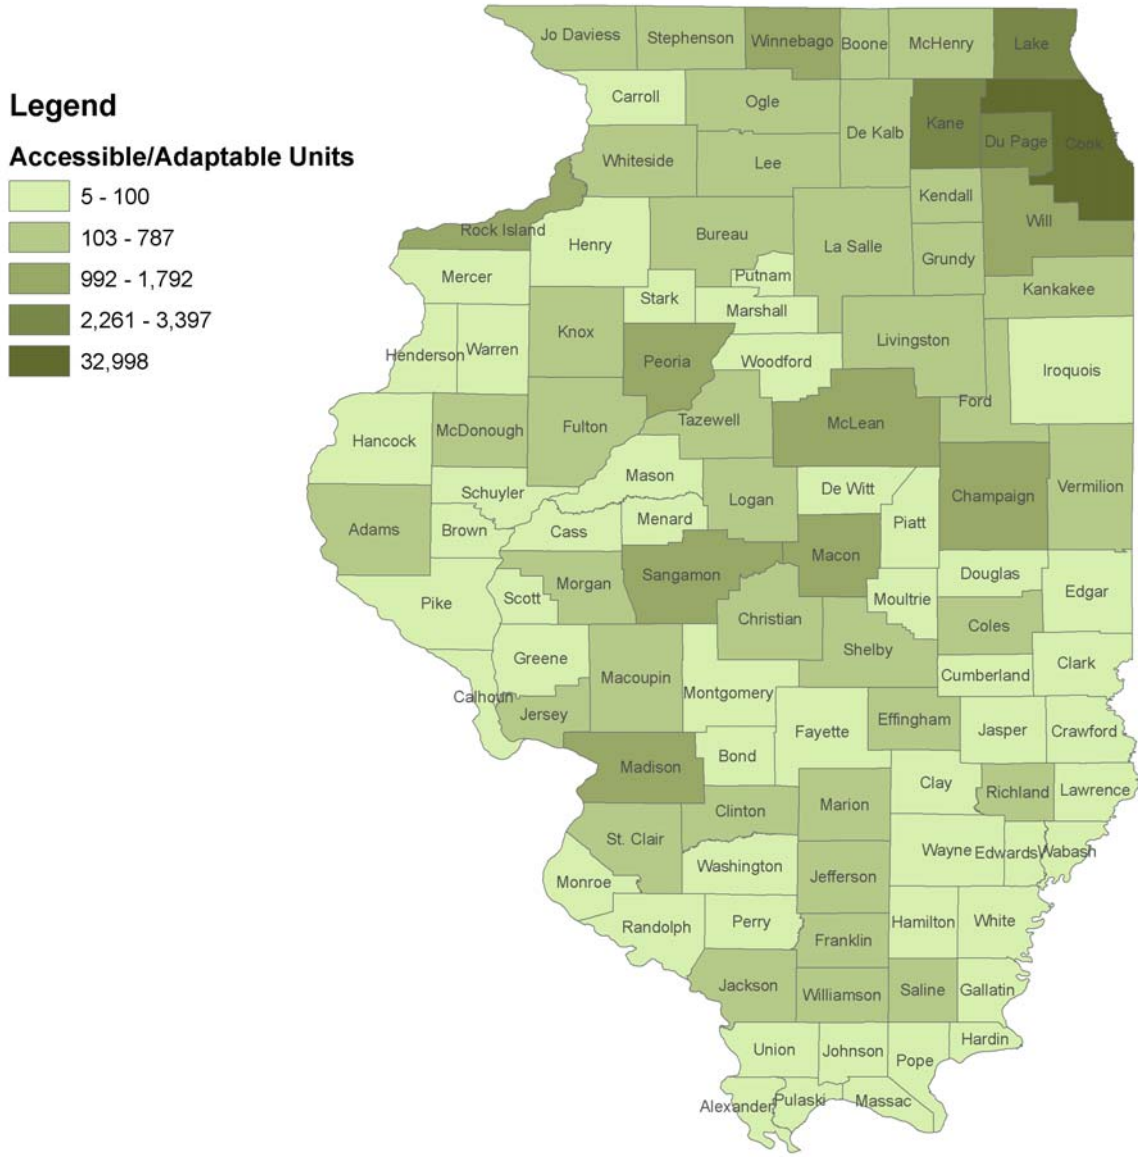 Legend
Accessible/Adaptable Units
5 - 100
103 - 787
992 - 1,792
2,261 - 3,397
32,998
Jo Daviess
Stephenson
Winnebago
Boone
McHenry
Lake
Carroll
Ogle
De Kalb
Kane
Du Page
Cook
Whiteside
Lee
Kendall
Will
Rock Island
Henry
Bureau
La Salle
Grundy
Mercer
Putnam
Kankakee
Stark
Marshall
Knox
Henderson
Warren
Peoria
Woodford
Livingston
Iroquois
Ford
Hancock
McDonough
Fulton
Tazewell
McLean
Mason
Schuyler
Logan
De Witt
Champaign
Vermilion
Adams
Brown
Cass
Menard
Piatt
Macon
Sangamon
Douglas
Edgar
Pike
Scott
Morgan
Moultrie
Christian
Coles
Greene
Shelby
Clark
Cumberland
Macoupin
Montgomery
Calhoun
Jersey
Effingham
Fayette
Jasper
Crawford
Bond
Madison
Clay
Richland
Lawrence
Clinton
Marion
St. Clair
Wayne
Edwards
Wabash
Washington
Jefferson
Monroe
Randolph
Perry
Hamilton
White
Franklin
Jackson
Williamson
Saline
Gallatin
Hardin
Union
Johnson
Pope
Alexander
Pulaski
Massac